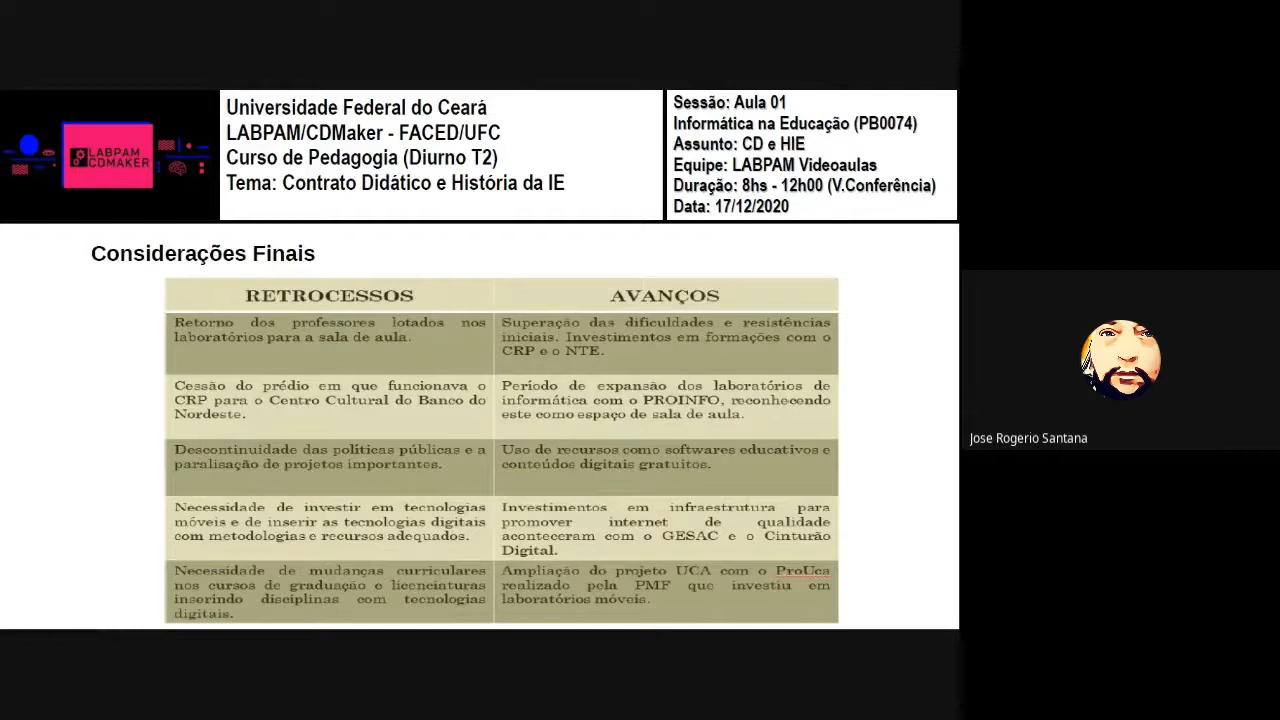 LABPAM
CDMAKER
Universidade Federal do Ceará
LABPAM/CDMaker - FACED/UFC
Curso de Pedagogia (Diurno T2)
Tema: Contrato Didático e História da IE
Sessão: Aula 01
Informática na Educação (PB0074)
Assunto: CD e HIE
Equipe: LABPAM Videoaulas
Duração: 8hs - 12h00 (V.Conferência)
Data: 17/12/2020
Considerações Finais
RETROCESSOS
AVANÇOS
Retorno dos professores lotados nos
laboratórios para a sala de aula.
Superação das dificuldades e resistências
iniciais. Investimentos em formações com o
CRP e o NTE.
Cessão do prédio em que funcionava o
CRP para o Centro Cultural do Banco do
Nordeste.
Período de expansão dos laboratórios de
informática com o PROINFO, reconhecendo
este como espaço de sala de aula.
Descontinuidade das políticas públicas e a
paralisação de projetos importantes.
Uso de recursos como softwares educativos e
conteúdos digitais gratuitos.
Necessidade de investir em tecnologias
móveis e de inserir as tecnologias digitais
com metodologias e recursos adequados.
Investimentos em infraestrutura para
promover internet de qualidade
aconteceram com o GESAC e o Cinturão
Digital.
Necessidade de mudanças curriculares
nos cursos de graduação e licenciaturas
inserindo disciplinas com tecnologias
digitais.
Ampliação do projeto UCA com o ProUca
realizado pela PMF que investiu em
laboratórios móveis.
Jose Rogerio Santana